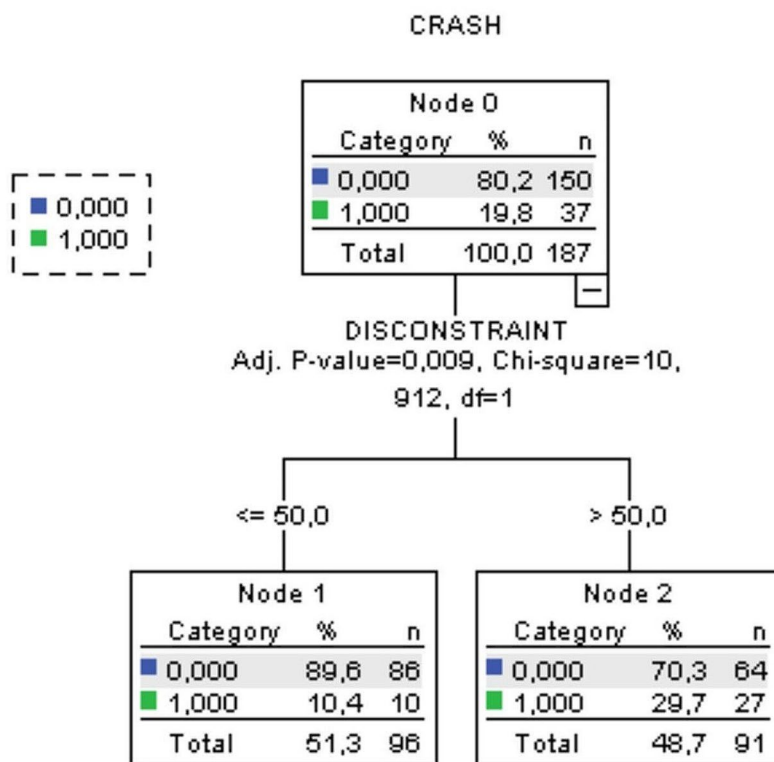 CRASH
Node 0
Category % n
0,000 80,2 150
1,000 19,8 37
Total 100,0 187
0,000
1,000
DISCONSTRAINT
Adj. P-value=0,009, Chi-square=10,
912, df=1
<= 50,0
> 50,0
Node 1
Category % n
0,000 89,6 86
1,000 10,4 10
Total 51,3 96
Node 2
Category % n
0,000 70,3 64
1,000 29,7 27
Total 48,7 91